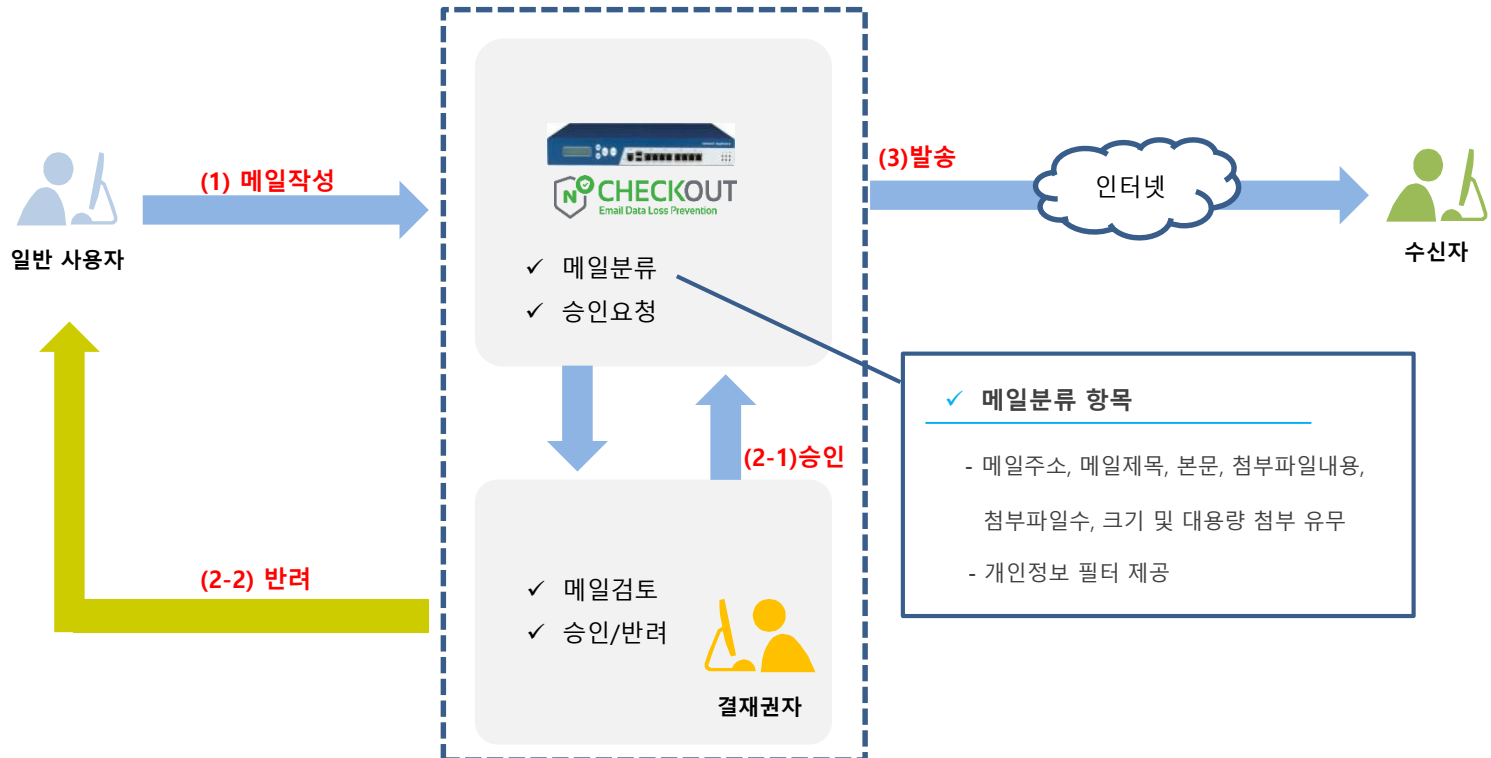 (1) 메일작성
일반 사용자
N CHECKOUT
Email Data Loss Prevention
✓ 메일분류
✓ 승인요청
(3)발송
인터넷
수신자
✓ 메일분류 항목
- 메일주소, 메일제목, 본문, 첨부파일내용,
첨부파일수, 크기 및 대용량 첨부 유무
- 개인정보 필터 제공
(2-1)승인
(2-2) 반려
✓ 메일검토
✓ 승인/반려
결재권자